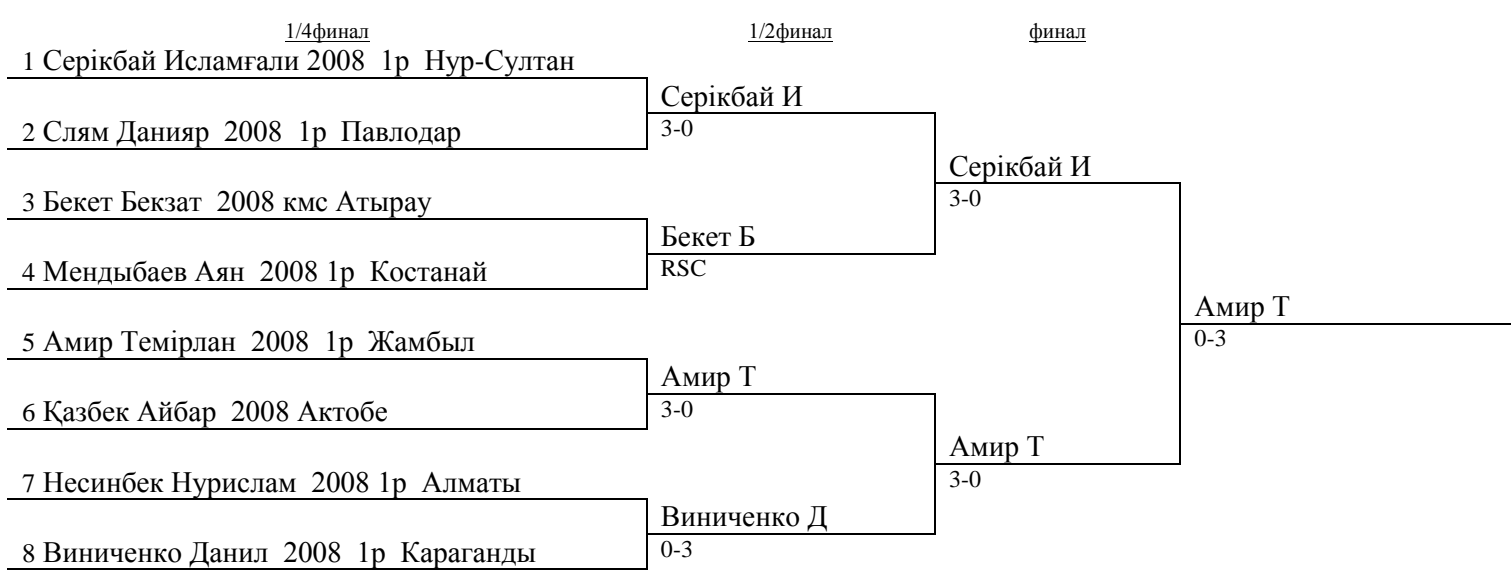 1/4финал 1/2финал финал
1 Серікбай Исламғали 2008 1р Нур-Султан
Серікбай И
3-0
2 Слям Данияр 2008 1р Павлодар
Серікбай И
3-0
3 Бекет Бекзат 2008 кмс Атырау
Бекет Б
RSC
4 Мендыбаев Аян 2008 1р Костанай
Амир Т
0-3
5 Амир Темірлан 2008 1р Жамбыл
Амир Т
3-0
6 Қазбек Айбар 2008 Актобе
Амир Т
3-0
7 Несинбек Нурислам 2008 1р Алматы
Виниченко Д
0-3
8 Виниченко Данил 2008 1р Караганды